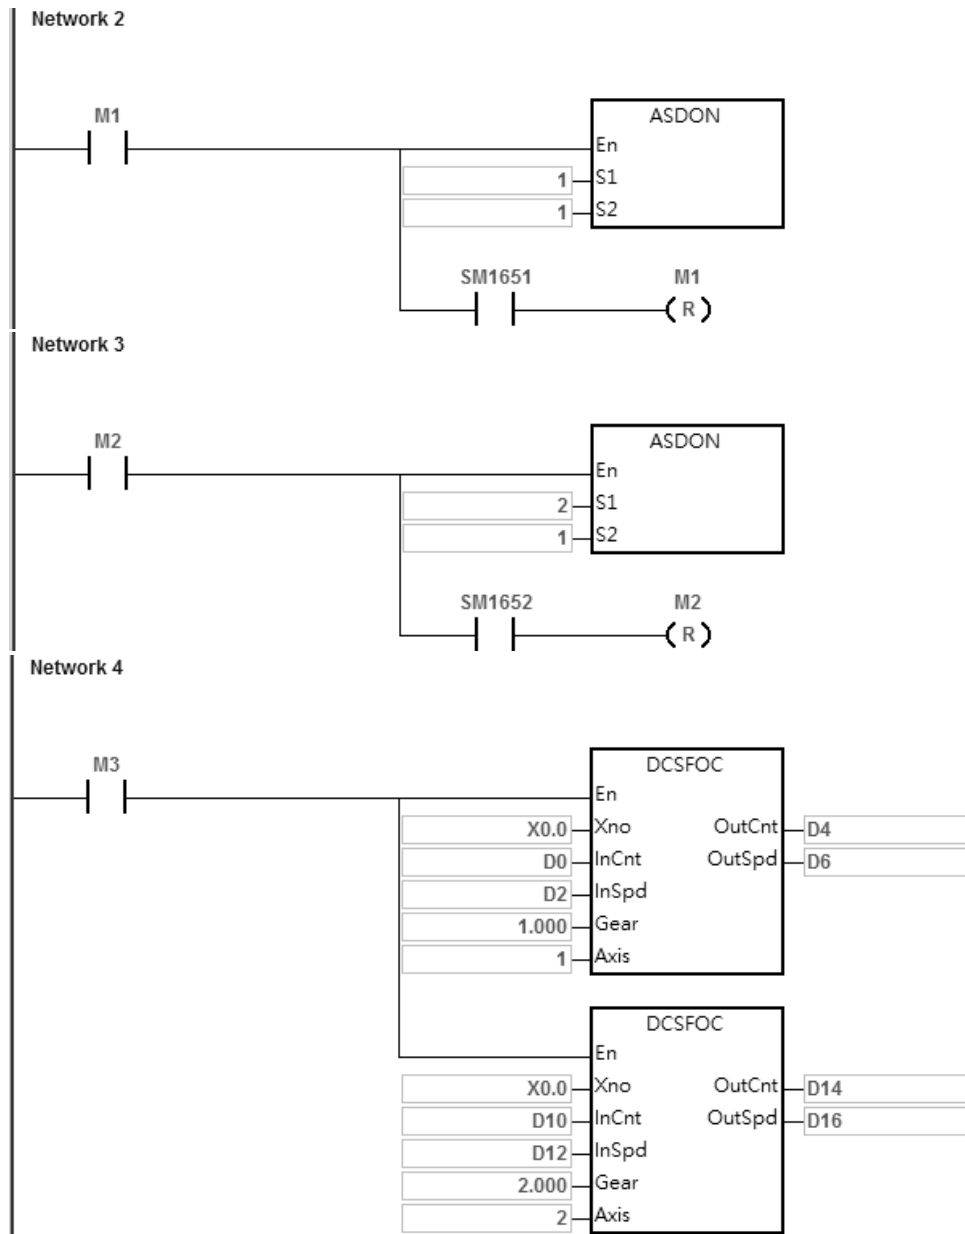 Network 2
M1
ASDON
En
1 S1
1 S2
SM1651 M1
R
Network 3
M2
ASDON
En
2 S1
1 S2
SM1652 M2
R
Network 4
M3
DCSFOC
En
X0.0 Xno OutCnt D4
D0 InCnt OutSpd D6
D2 InSpd
1.000 Gear
1 Axis
DCSFOC
En
X0.0 Xno OutCnt D14
D10 InCnt OutSpd D16
D12 InSpd
2.000 Gear
2 Axis